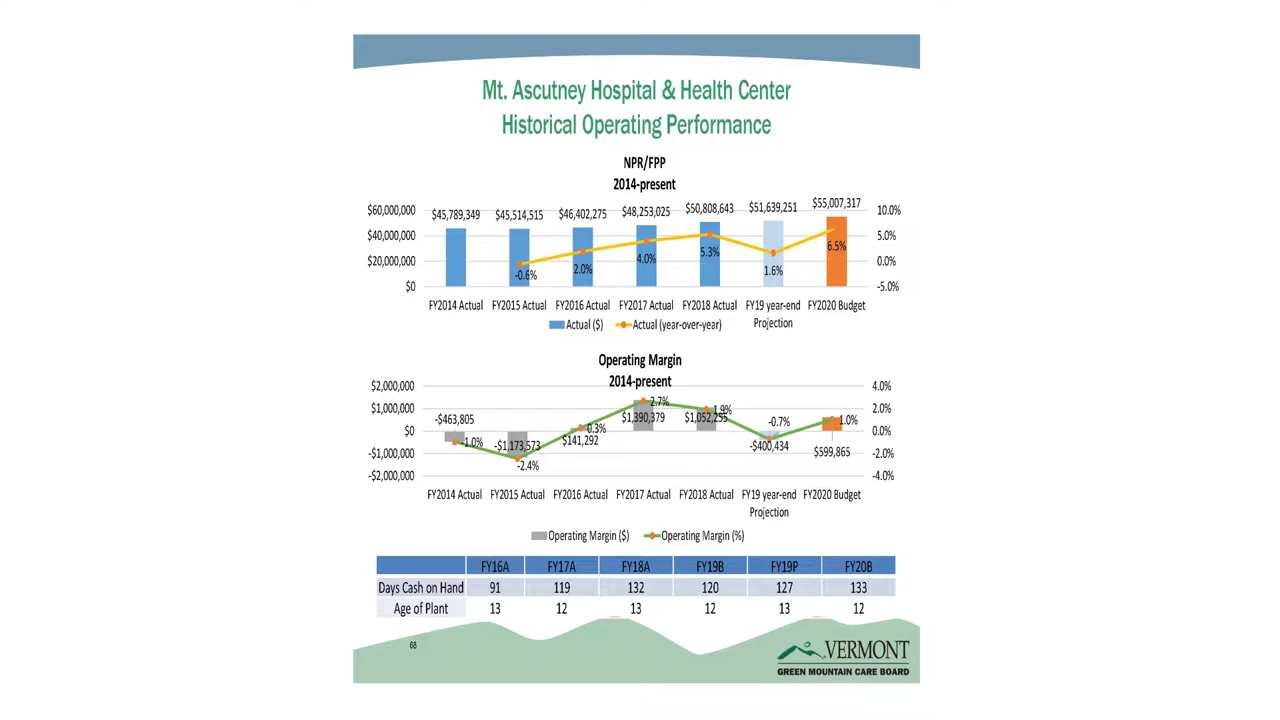 Mt. Ascutney Hospital & Health Center
Historical Operating Performance
NPR/FPP
2014-present
$60,000,000
$40,000,000
$20,000,000
$0
$45,789,349
$45,514,515
$46,402,275
$48,253,025
$50,808,643
$51,639,251
$55,007,317
-0.6%
2.0%
4.0%
5.3%
1.6%
6.5%
10.0%
5.0%
0.0%
-5.0%
FY2014 Actual
FY2015 Actual
FY2016 Actual
FY2017 Actual
FY2018 Actual
FY19 year-end
Projection
FY2020 Budget
Actual ($)
Actual (year-over-year)
Operating Margin
2014-present
$2,000,000
$1,000,000
$0
-$1,000,000
-$2,000,000
-$463,805
-$1,173,573
$141,292
$1,390,379
$1,052,255
-$400,434
$599,865
-1.0%
-2.4%
0.3%
2.7%
1.9%
-0.7%
1.0%
4.0%
2.0%
0.0%
-2.0%
-4.0%
FY2014 Actual
FY2015 Actual
FY2016 Actual
FY2017 Actual
FY2018 Actual
FY19 year-end
Projection
FY2020 Budget
Operating Margin ($)
Operating Margin (%)
FY16A FY17A FY18A FY19B FY19P FY20B
Days Cash on Hand 91 119 132 120 127 133
Age of Plant 13 12 13 12 13 12
68
VERMONT
GREEN MOUNTAIN CARE BOARD